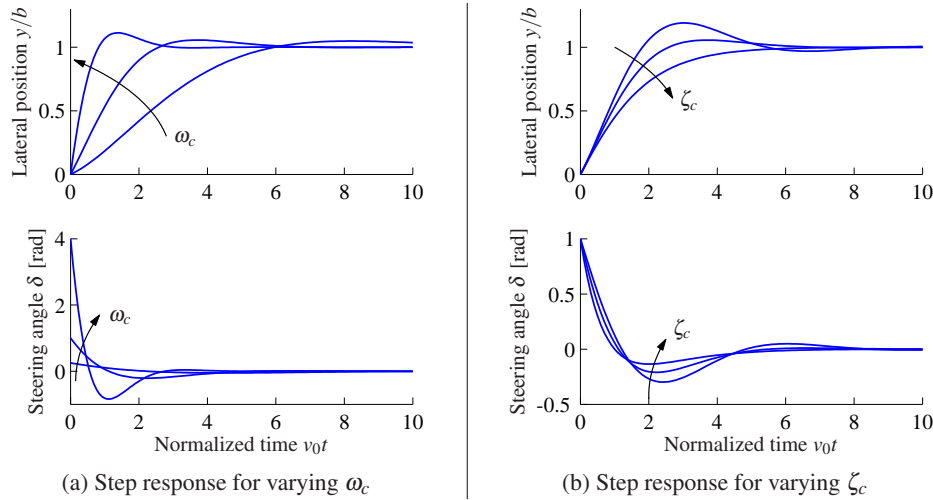 Lateral position y/b
1
0.5
0
0 2 4 6 8 10
ω_c
Steering angle δ [rad]
4
2
0
0 2 4 6 8 10
ω_c
Normalized time v₀t
(a) Step response for varying ω_c
Lateral position y/b
1
0.5
0
0 2 4 6 8 10
ζ_c
Steering angle δ [rad]
1
0.5
0
-0.5
0 2 4 6 8 10
ζ_c
Normalized time v₀t
(b) Step response for varying ζ_c